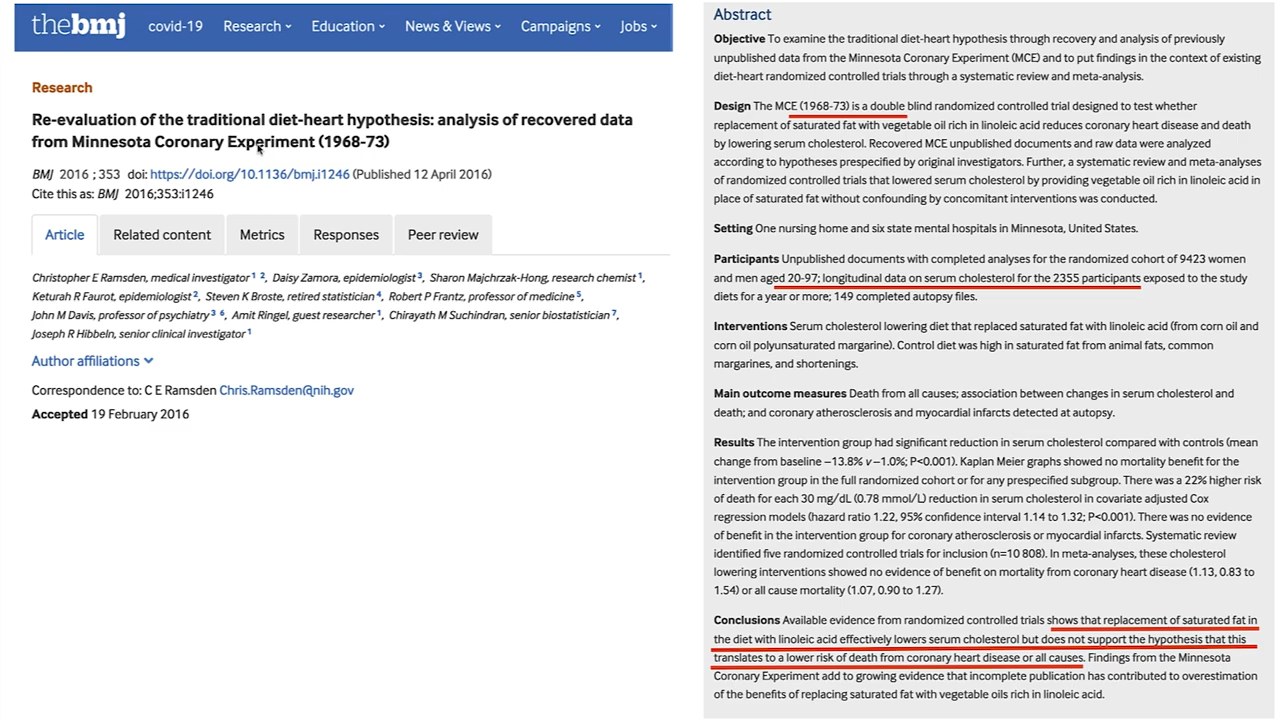 thebmj covid-19 Research Education News & Views Campaigns Jobs
Research
Re-evaluation of the traditional diet-heart hypothesis: analysis of recovered data
from Minnesota Coronary Experiment (1968-73)
BMJ 2016 ; 353 doi: https://doi.org/10.1136/bmj.i1246 (Published 12 April 2016)
Cite this as: BMJ 2016;353:i1246
Article Related content Metrics Responses Peer review
Christopher E Ramsden, medical investigator 1 2, Daisy Zamora, epidemiologist 3, Sharon Majchrzak-Hong, research chemist 1,
Keturah R Faurot, epidemiologist 2, Steven K Broste, retired statistician 4, Robert P Frantz, professor of medicine 5,
John M Davis, professor of psychiatry 3 6, Amit Ringel, guest researcher 1, Chirayath M Suchindran, senior biostatistician 7,
Joseph R Hibbeln, senior clinical investigator 1
Author affiliations
Correspondence to: C E Ramsden Chris.Ramsden@nih.gov
Accepted 19 February 2016
Abstract
Objective To examine the traditional diet-heart hypothesis through recovery and analysis of previously
unpublished data from the Minnesota Coronary Experiment (MCE) and to put findings in the context of existing
diet-heart randomized controlled trials through a systematic review and meta-analysis.
Design The MCE (1968-73) is a double blind randomized controlled trial designed to test whether
replacement of saturated fat with vegetable oil rich in linoleic acid reduces coronary heart disease and death
by lowering serum cholesterol. Recovered MCE unpublished documents and raw data were analyzed
according to hypotheses prespecified by original investigators. Further, a systematic review and meta-analyses
of randomized controlled trials that lowered serum cholesterol by providing vegetable oil rich in linoleic acid in
place of saturated fat without confounding by concomitant interventions was conducted.
Setting One nursing home and six state mental hospitals in Minnesota, United States.
Participants Unpublished documents with completed analyses for the randomized cohort of 9423 women
and men aged 20-97; longitudinal data on serum cholesterol for the 2355 participants exposed to the study
diets for a year or more; 149 completed autopsy files.
Interventions Serum cholesterol lowering diet that replaced saturated fat with linoleic acid (from corn oil and
corn oil polyunsaturated margarine). Control diet was high in saturated fat from animal fats, common
margarines, and shortenings.
Main outcome measures Death from all causes; association between changes in serum cholesterol and
death; and coronary atherosclerosis and myocardial infarcts detected at autopsy.
Results The intervention group had significant reduction in serum cholesterol compared with controls (mean
change from baseline −13.8% v −1.0%; P<0.001). Kaplan Meier graphs showed no mortality benefit for the
intervention group in the full randomized cohort or for any prespecified subgroup. There was a 22% higher risk
of death for each 30 mg/dL (0.78 mmol/L) reduction in serum cholesterol in covariate adjusted Cox
regression models (hazard ratio 1.22, 95% confidence interval 1.14 to 1.32; P<0.001). There was no evidence
of benefit in the intervention group for coronary atherosclerosis or myocardial infarcts. Systematic review
identified five randomized controlled trials for inclusion (n=10 808). In meta-analyses, these cholesterol
lowering interventions showed no evidence of benefit on mortality from coronary heart disease (1.13, 0.83 to
1.54) or all cause mortality (1.07, 0.90 to 1.27).
Conclusions Available evidence from randomized controlled trials shows that replacement of saturated fat in
the diet with linoleic acid effectively lowers serum cholesterol but does not support the hypothesis that this
translates to a lower risk of death from coronary heart disease or all causes. Findings from the Minnesota
Coronary Experiment add to growing evidence that incomplete publication has contributed to overestimation
of the benefits of replacing saturated fat with vegetable oils rich in linoleic acid.